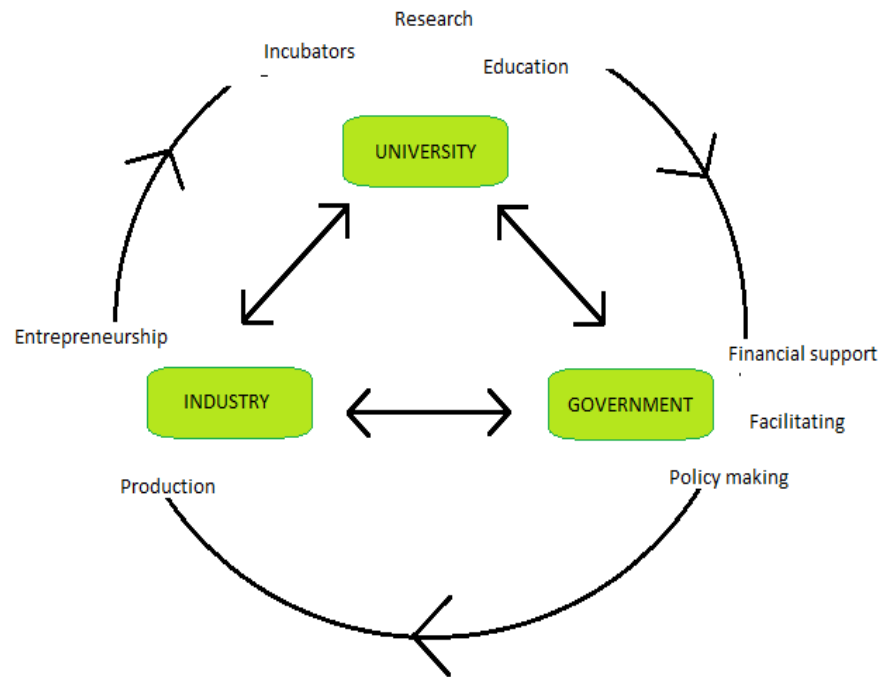 Research
Incubators
Education
UNIVERSITY
Entrepreneurship
Financial support
INDUSTRY
GOVERNMENT
Facilitating
Production
Policy making